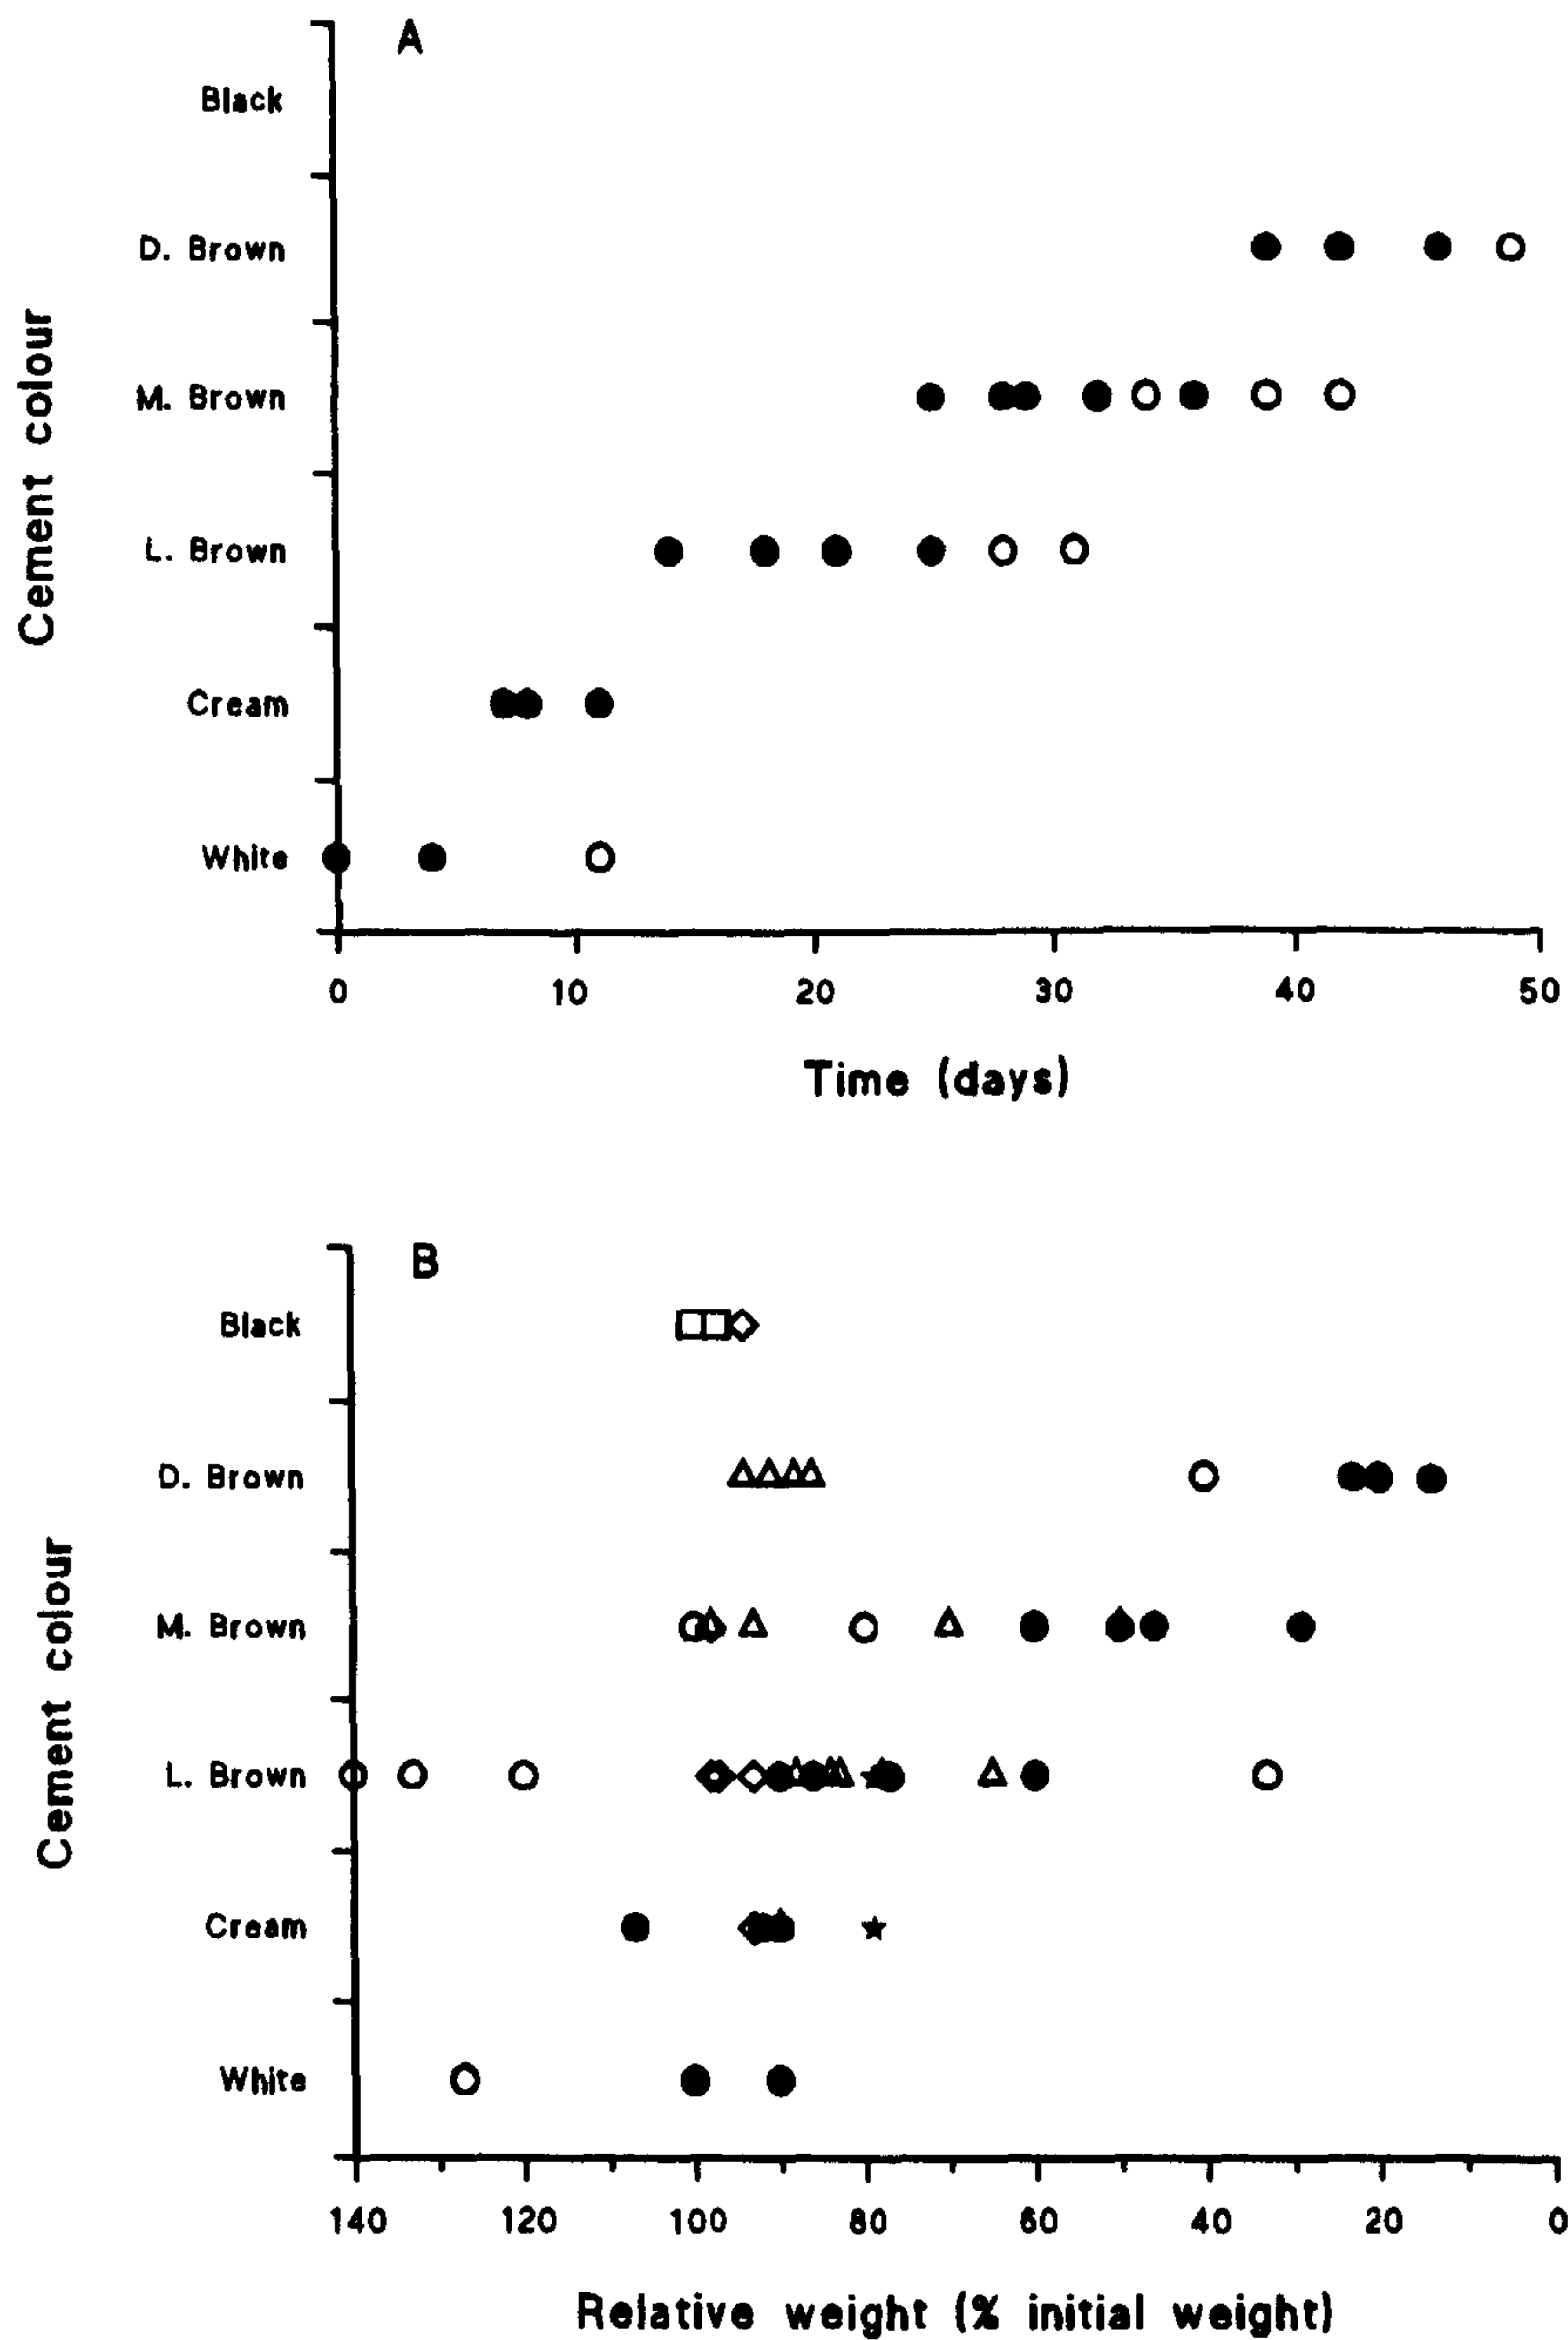 A
Black
D. Brown
M. Brown
L. Brown
Cream
White
Cement colour
0 10 20 30 40 50
Time (days)
B
Black
D. Brown
M. Brown
L. Brown
Cream
White
Cement colour
140 120 100 80 60 40 20 0
Relative weight (% initial weight)